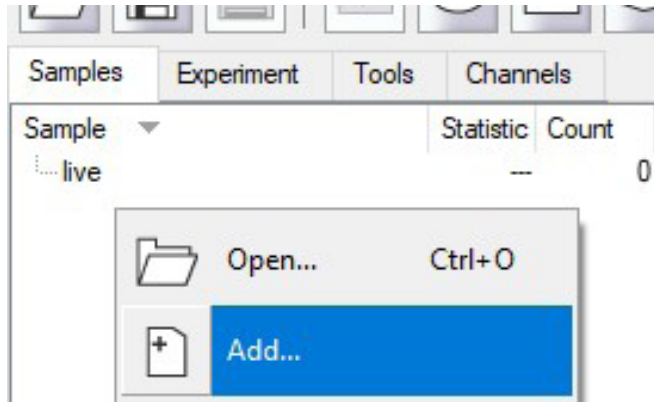 Samples Experiment Tools Channels
Sample Statistic Count
live --- 0
Open... Ctrl+O
Add...